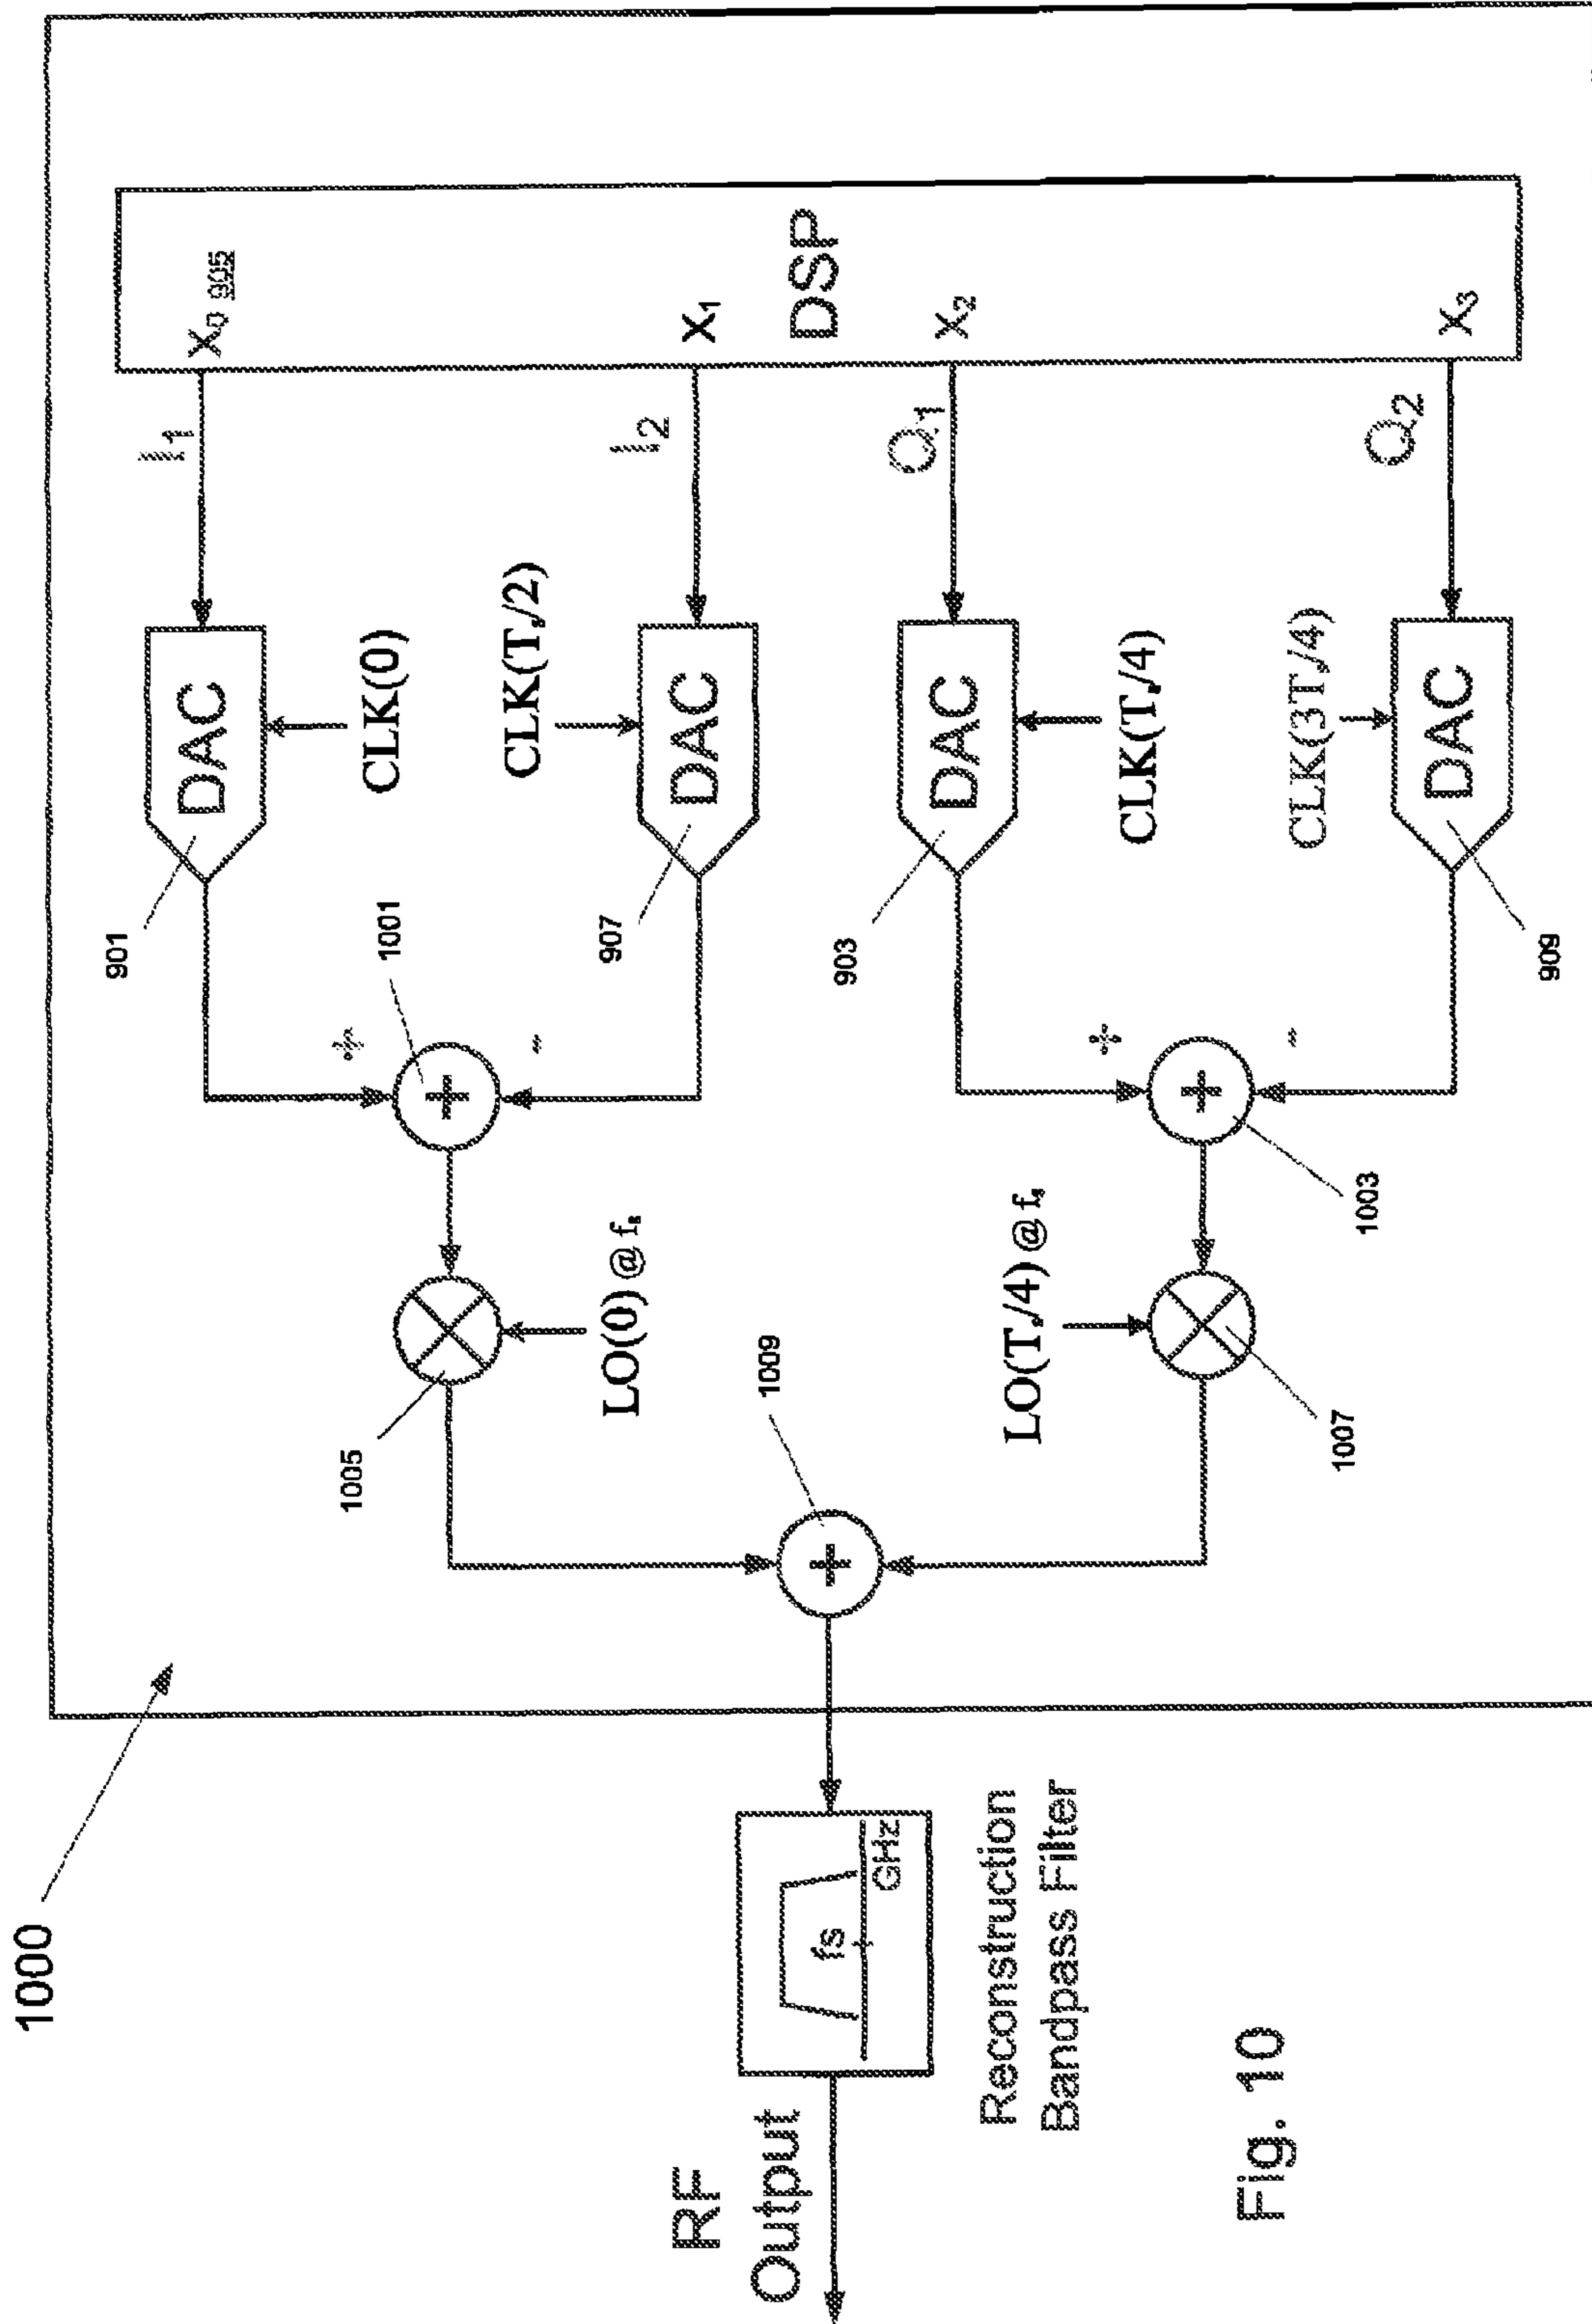 1000
RF
Output
fs
GHz
Reconstruction
Bandpass Filter
Fig. 10
1009
+
1005
LO(0) @ fs
LO(Ts/4) @ fs
1007
1001
+
+
-
+
+
-
1003
901
DAC
CLK(0)
CLK(Ts/2)
907
DAC
903
DAC
CLK(Ts/4)
CLK(3Ts/4)
DAC
909
I1
I2
Q1
Q2
X0 905
X1
DSP
X2
X3